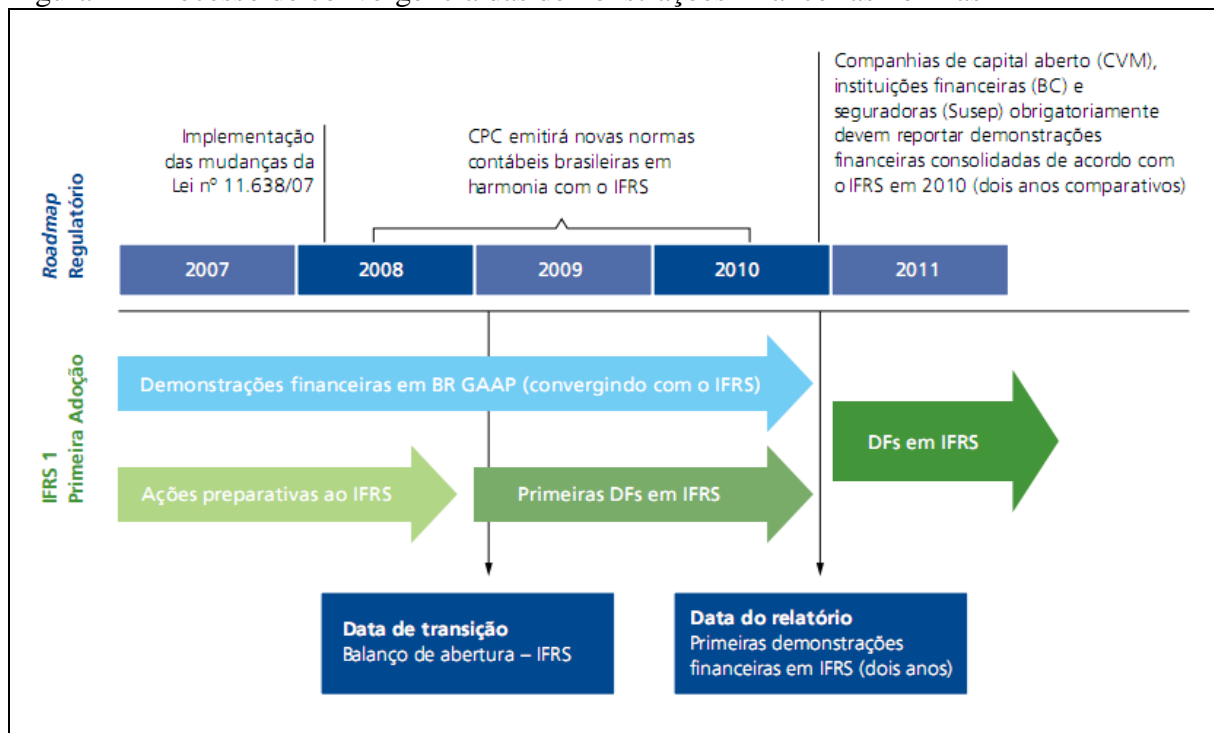 Implementação
das mudanças da
Lei nº 11.638/07
CPC emitirá novas normas
contábeis brasileiras em
harmonia com o IFRS
Companhias de capital aberto (CVM),
instituições financeiras (BC) e
seguradoras (Susep) obrigatoriamente
devem reportar demonstrações
financeiras consolidadas de acordo com
o IFRS em 2010 (dois anos comparativos)
Roadmap
Regulatório
2007
2008
2009
2010
2011
IFRS 1
Primeira Adoção
Demonstrações financeiras em BR GAAP (convergindo com o IFRS)
DFs em IFRS
Ações preparativas ao IFRS
Primeiras DFs em IFRS
Data de transição
Balanço de abertura – IFRS
Data do relatório
Primeiras demonstrações
financeiras em IFRS (dois anos)